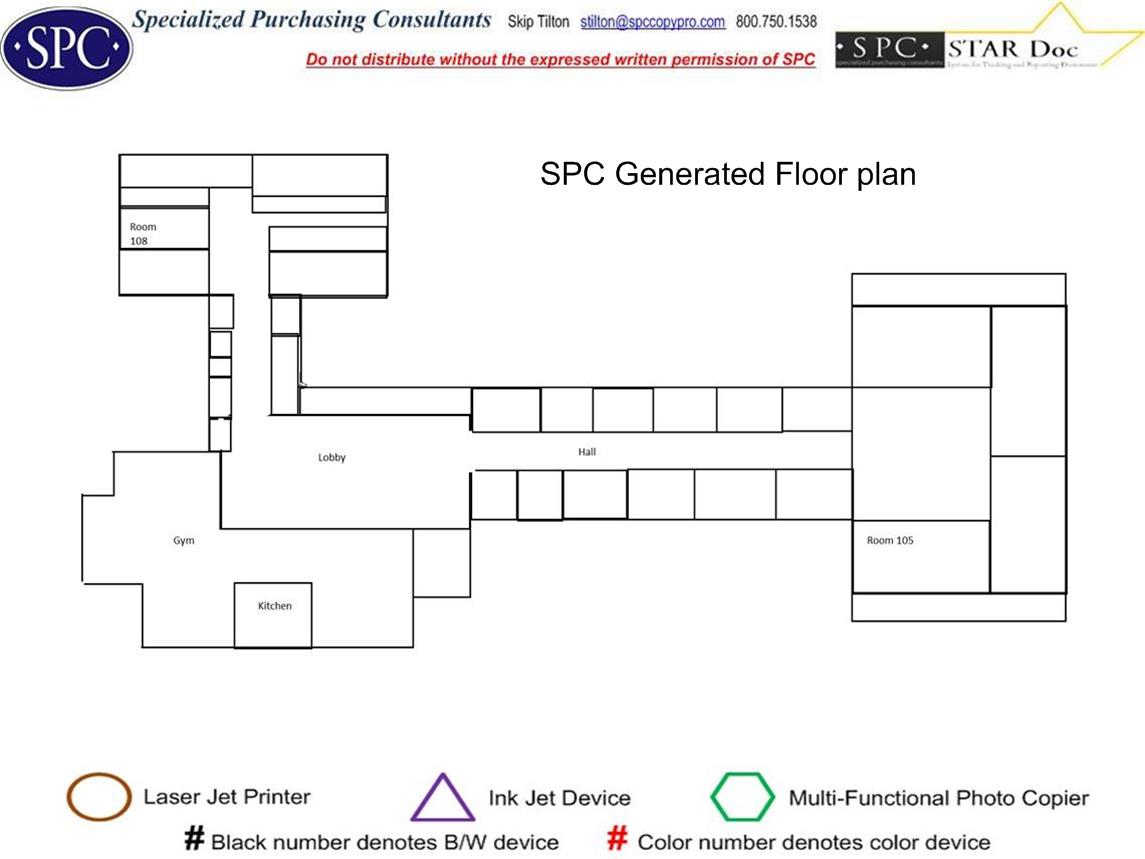 Specialized Purchasing Consultants Skip Tilton stilton@spccopypro.com 800.750.1538
SPC
Do not distribute without the expressed written permission of SPC
· S P C · STAR Doc
specialized purchasing consultants System for Tracking and Reporting Documents
SPC Generated Floor plan
Room
108
Lobby
Hall
Gym
Room 105
Kitchen
Laser Jet Printer
Ink Jet Device
Multi-Functional Photo Copier
# Black number denotes B/W device
# Color number denotes color device